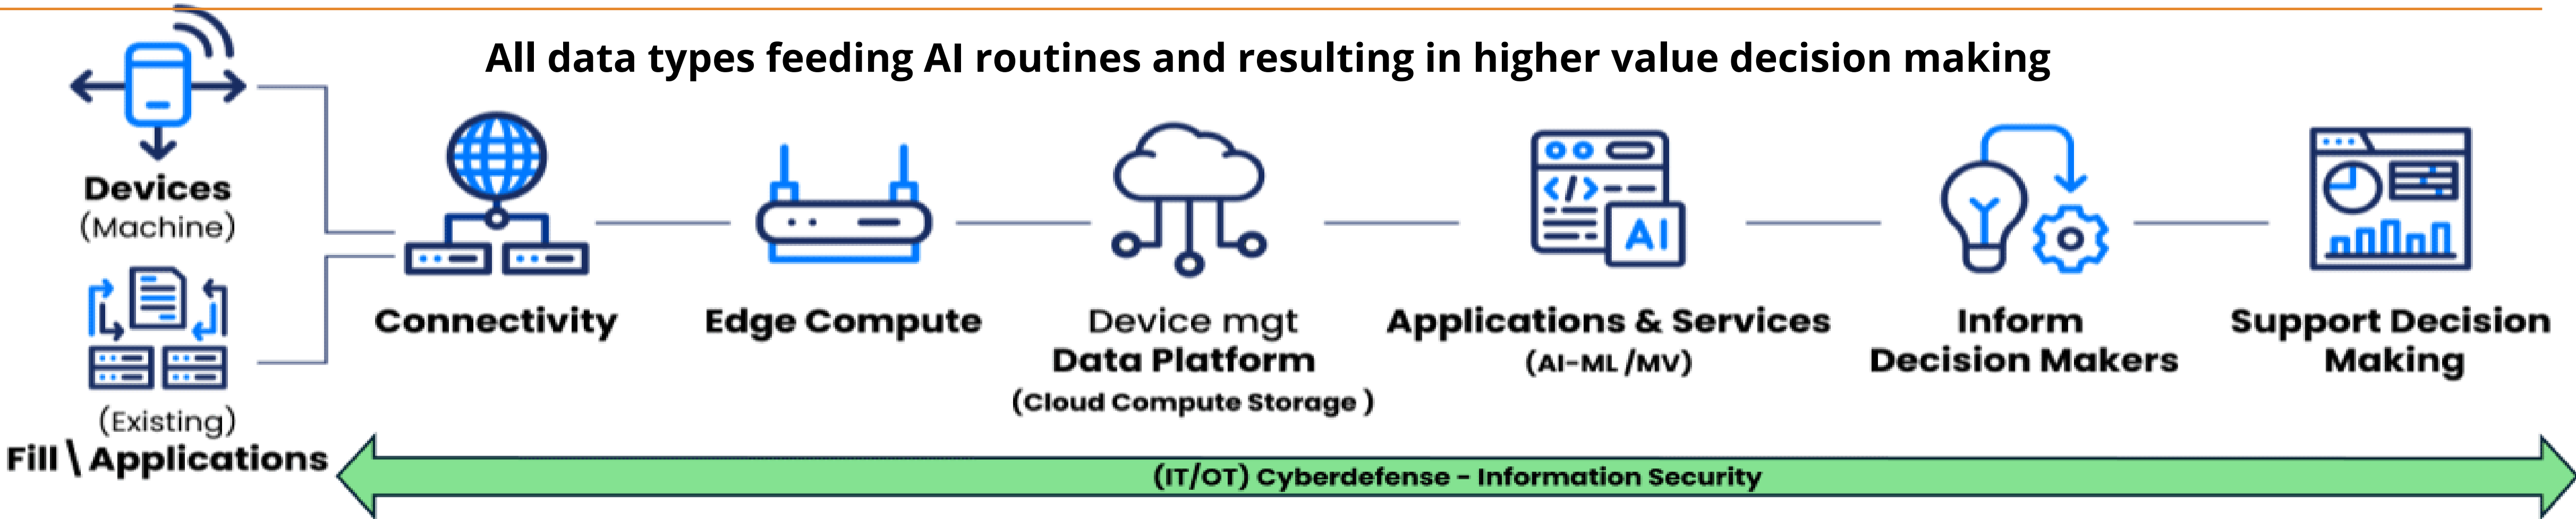 All data types feeding AI routines and resulting in higher value decision making
Devices
(Machine)
(Existing)
Fill \ Applications
Connectivity
Edge Compute
Device mgt
Data Platform
(Cloud Compute Storage )
</>
AI
Applications & Services
(AI-ML /MV)
Inform
Decision Makers
Support Decision
Making
(IT/OT) Cyberdefense - Information Security